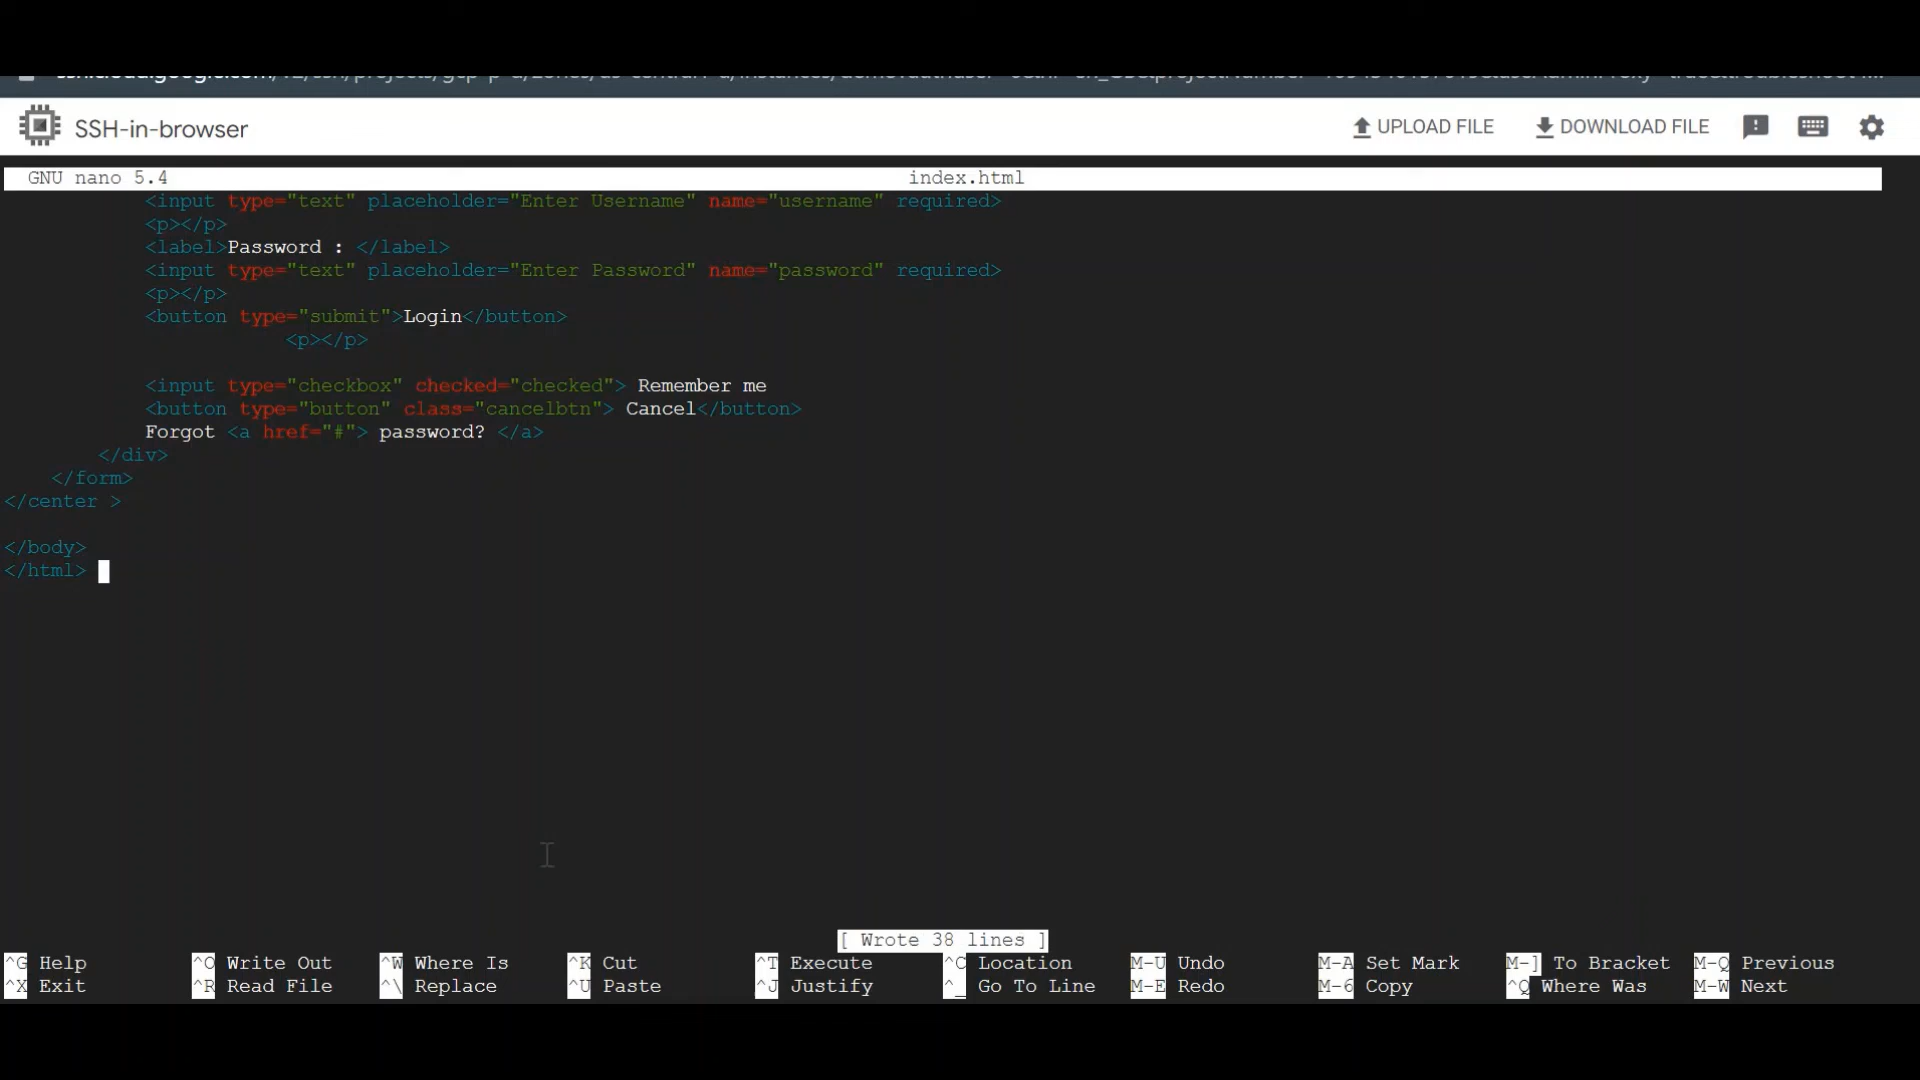 SSH-in-browser
UPLOAD FILE
DOWNLOAD FILE
GNU nano 5.4 index.html
<input type="text" placeholder="Enter Username" name="username" required>
<p></p>
<label>Password : </label>
<input type="text" placeholder="Enter Password" name="password" required>
<p></p>
<button type="submit">Login</button>
<p></p>
<input type="checkbox" checked="checked"> Remember me
<button type="button" class="cancelbtn"> Cancel</button>
Forgot <a href="#"> password? </a>
</div>
</form>
</center >
</body>
</html>
[ Wrote 38 lines ]
^G Help ^O Write Out ^W Where Is ^K Cut ^T Execute ^C Location M-U Undo M-A Set Mark M-] To Bracket M-Q Previous
^X Exit ^R Read File ^\ Replace ^U Paste ^J Justify ^_ Go To Line M-E Redo M-6 Copy ^Q Where Was M-W Next